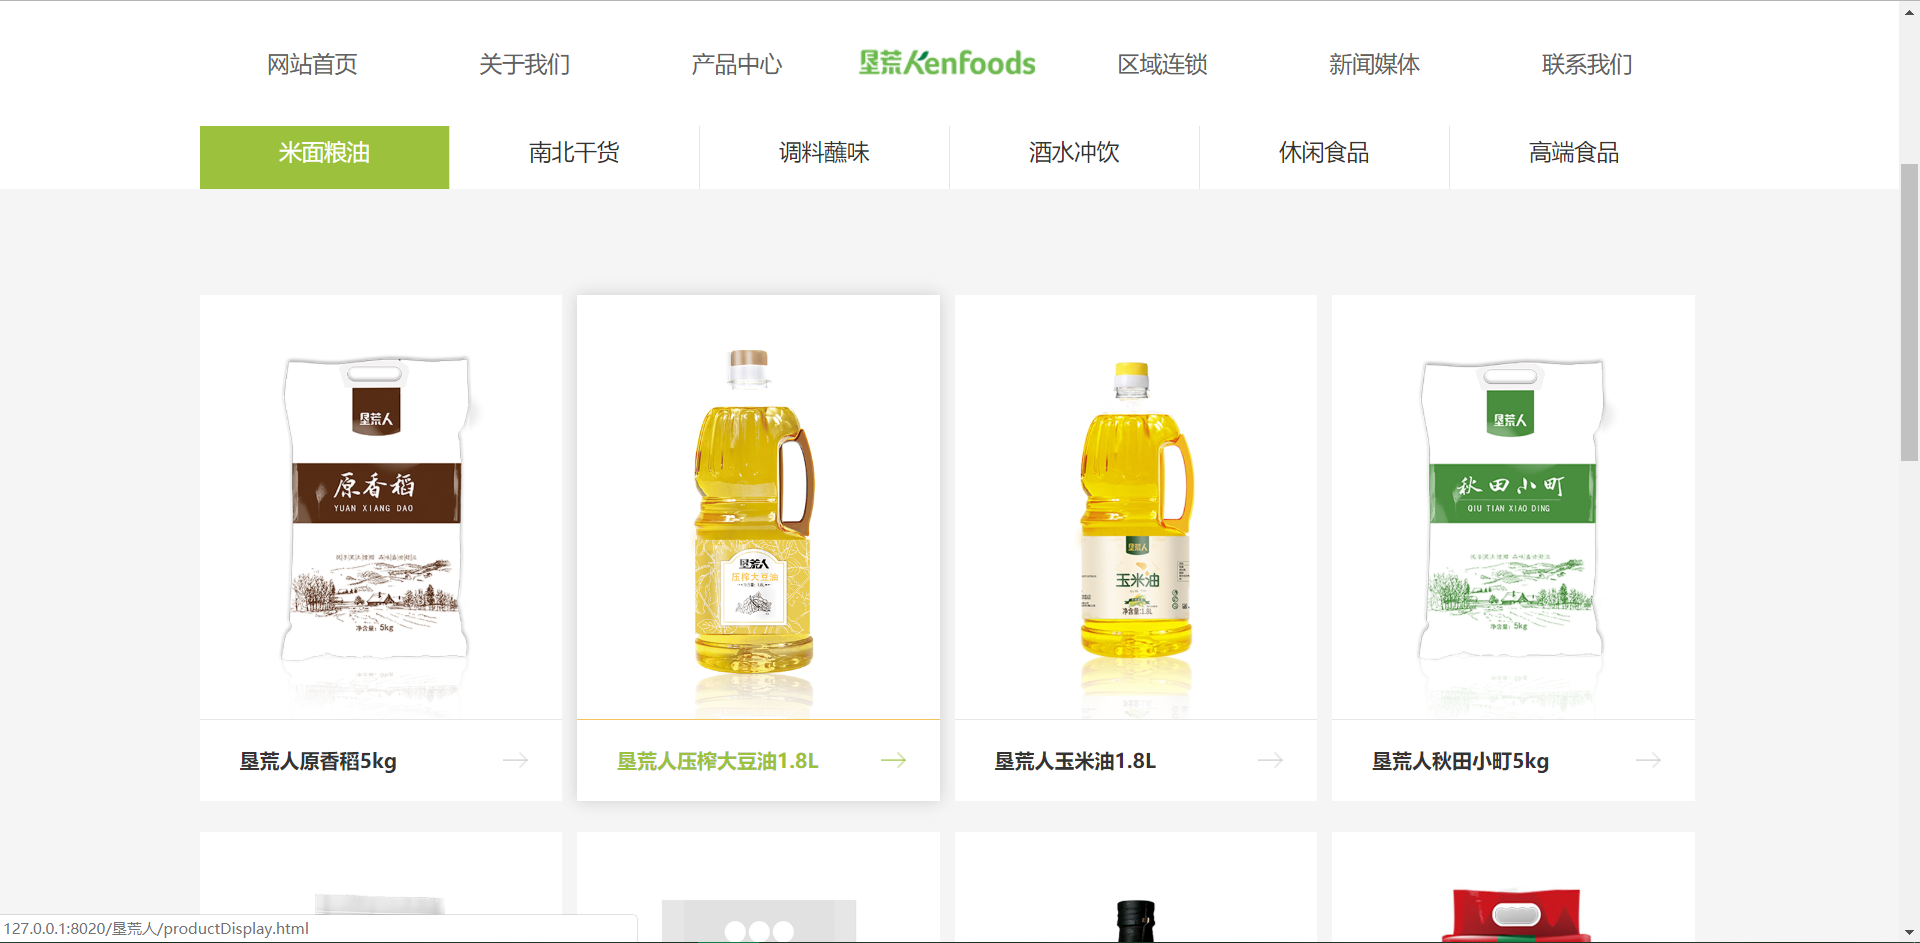 网站首页
关于我们
产品中心
垦荒人Kenfoods
区域连锁
新闻媒体
联系我们
米面粮油
南北干货
调料蘸味
酒水冲饮
休闲食品
高端食品
垦荒人
原香稻
YUAN XIANG DAO
净含量：5kg
垦荒人
压榨大豆油
垦荒人
玉米油
净含量:1.8L
垦荒人
秋田小町
QIU TIAN XIAO DING
净含量：5kg
垦荒人原香稻5kg
垦荒人压榨大豆油1.8L
垦荒人玉米油1.8L
垦荒人秋田小町5kg
127.0.0.1:8020/垦荒人/productDisplay.html